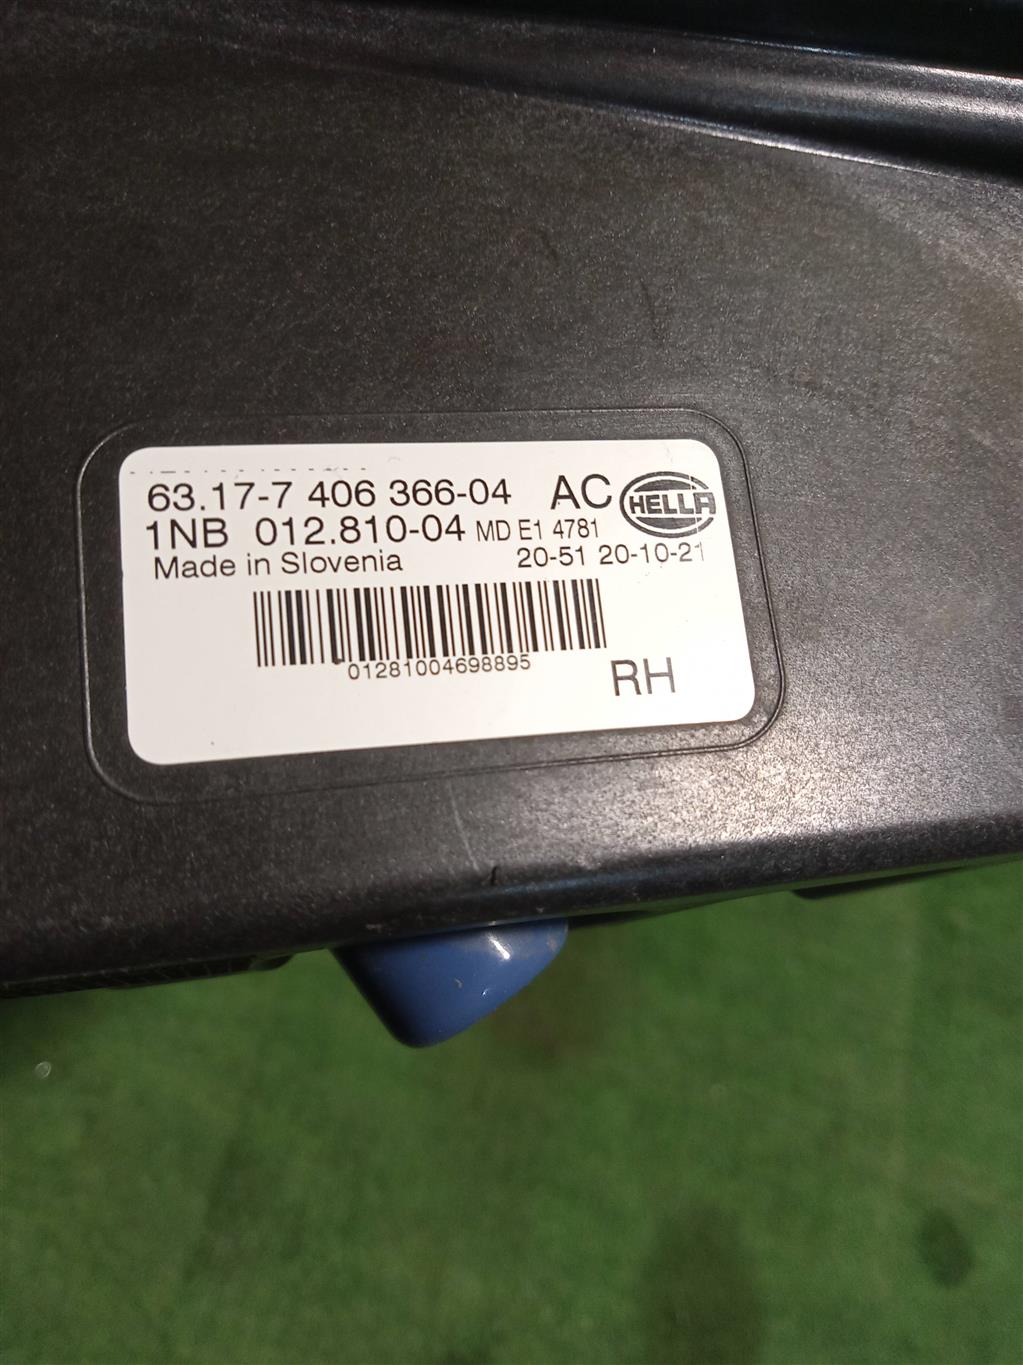 63.17-7 406 366-04 AC HELLA
1NB 012.810-04 MD E1 4781
Made in Slovenia 20-51 20-10-21
01281004698895
RH